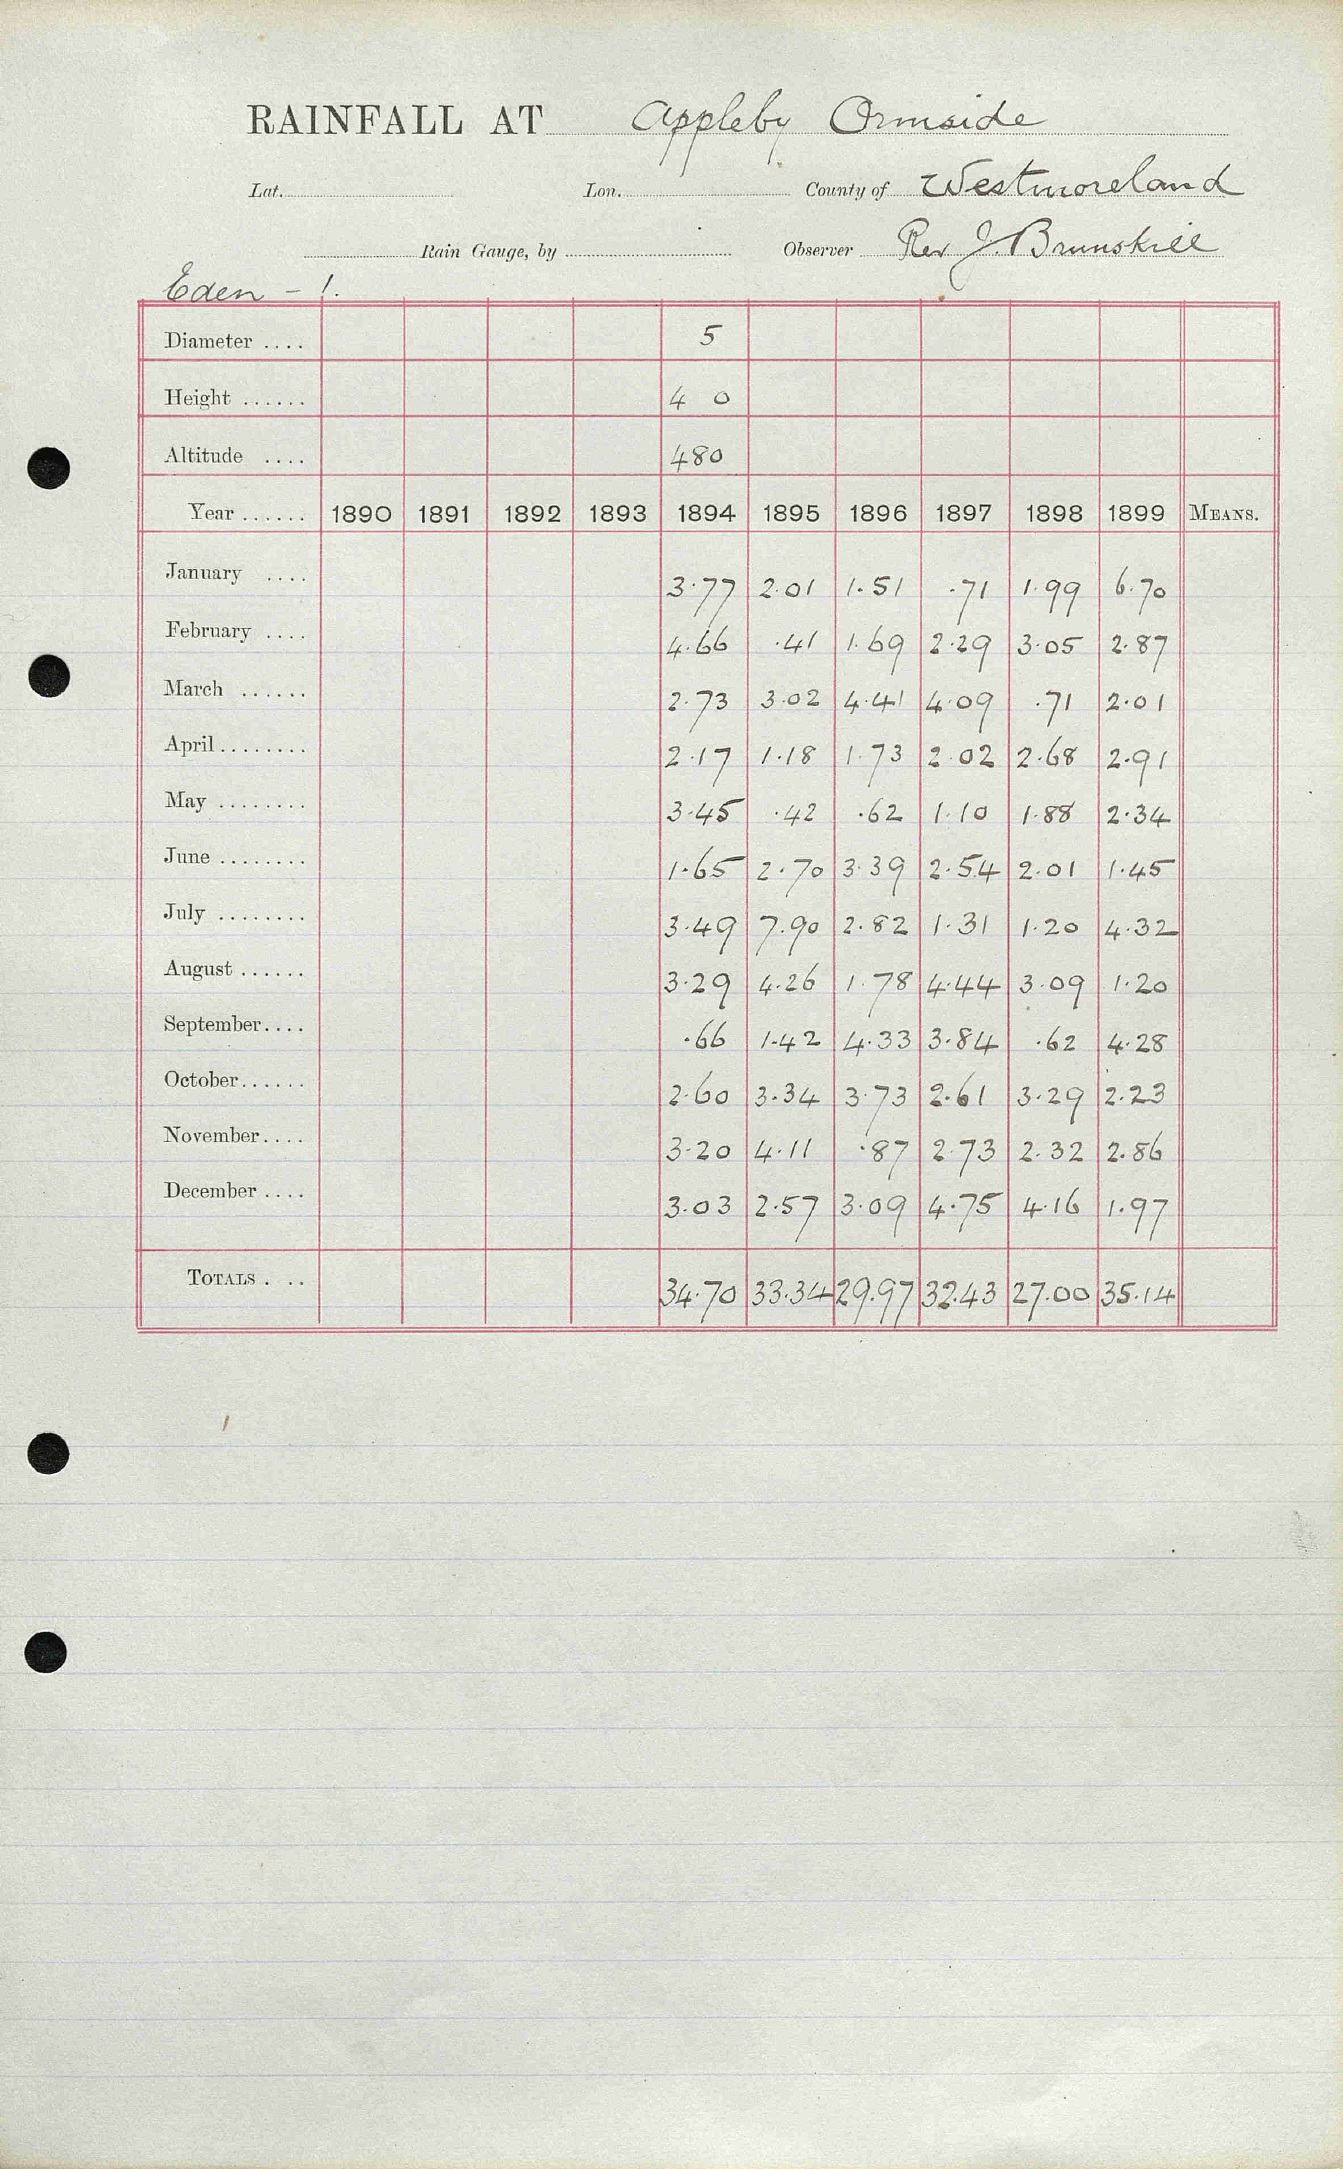 RAINFALL AT Appleby Ormside
Lat. Lon. County of Westmoreland
Rain Gauge, by Observer Rev J. Brunskill
Eden - 1.
Diameter .... 5
Height ...... 4 0
Altitude .... 480
Year ...... 1890 1891 1892 1893 1894 1895 1896 1897 1898 1899 MEANS.
January .... 3.77 2.01 1.51 .71 1.99 6.70
February .... 4.66 .41 1.69 2.29 3.05 2.87
March ...... 2.73 3.02 4.41 4.09 .71 2.01
April ........ 2.17 1.18 1.73 2.02 2.68 2.91
May ........ 3.45 .42 .62 1.10 1.88 2.34
June ........ 1.65 2.70 3.39 2.54 2.01 1.45
July ........ 3.49 7.90 2.82 1.31 1.20 4.32
August ...... 3.29 4.26 1.78 4.44 3.09 1.20
September .... .66 1.42 4.33 3.84 .62 4.28
October ...... 2.60 3.34 3.73 2.61 3.29 2.23
November .... 3.20 4.11 .87 2.73 2.32 2.86
December .... 3.03 2.57 3.09 4.75 4.16 1.97
TOTALS . .. 34.70 33.34 29.97 32.43 27.00 35.14